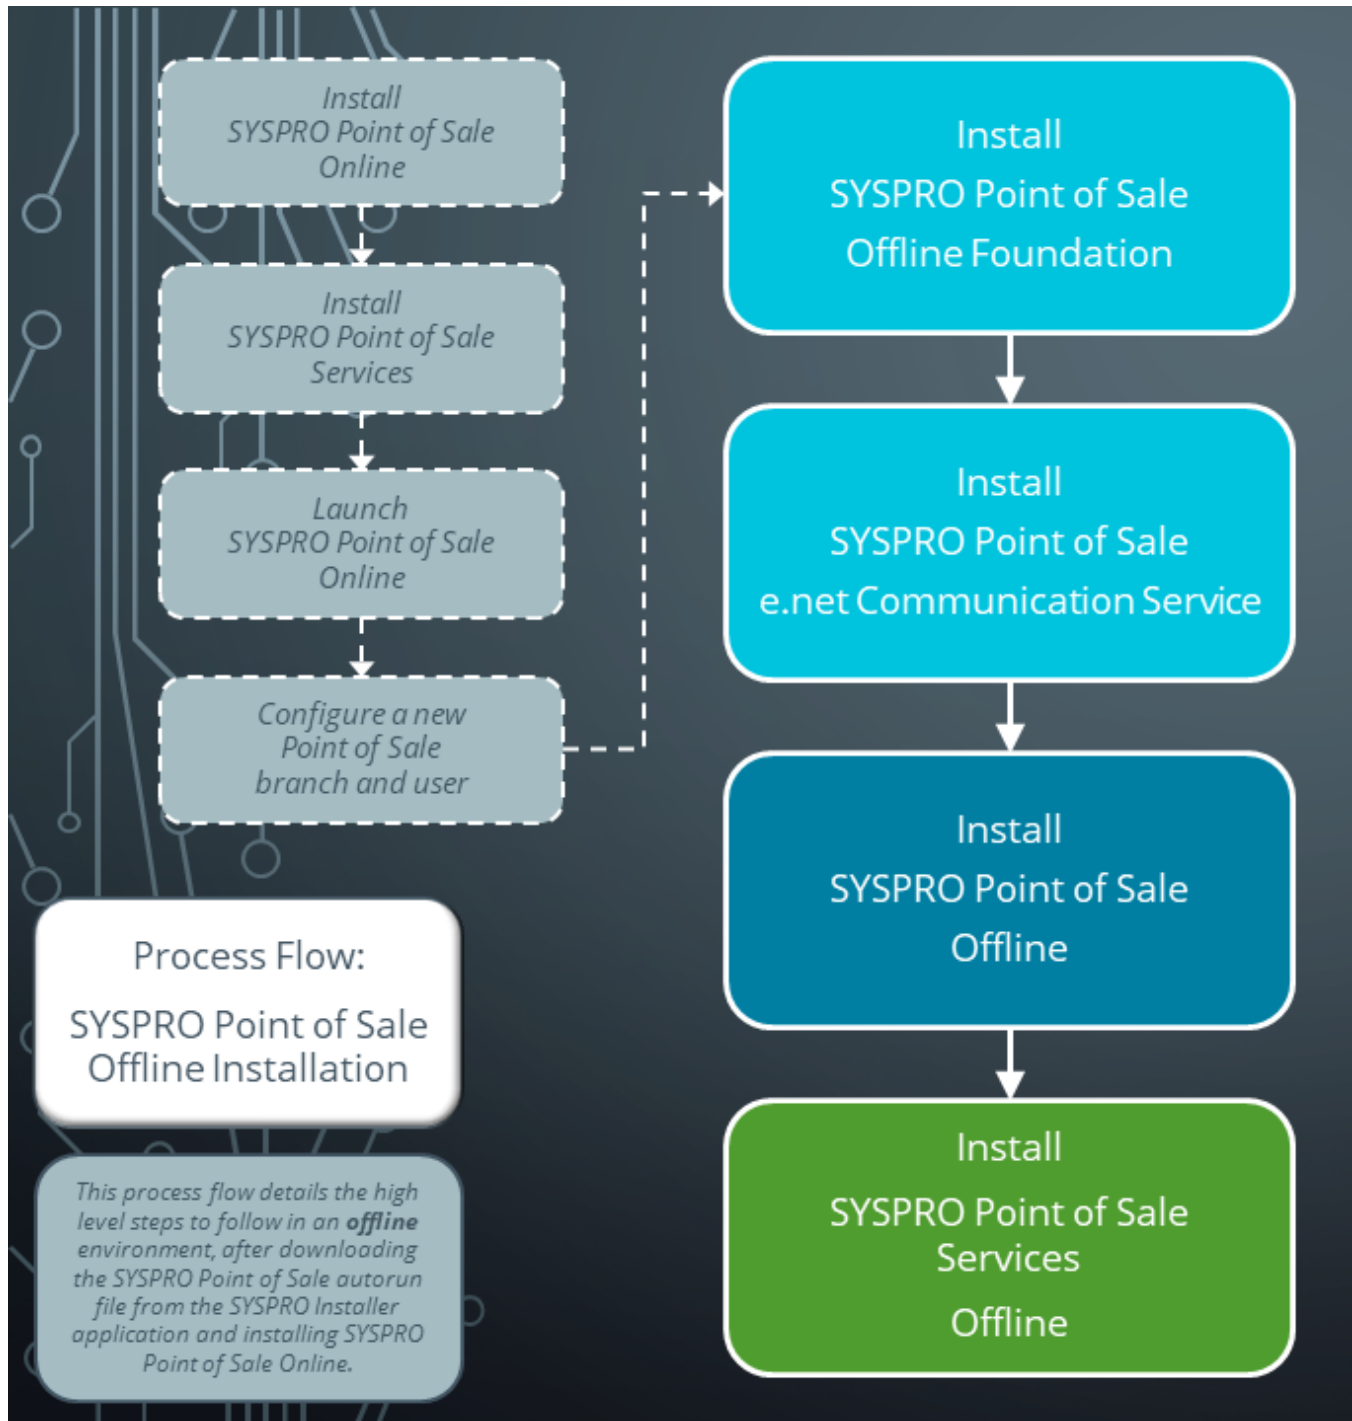 Install
SYSPRO Point of Sale
Online
Install
SYSPRO Point of Sale
Services
Launch
SYSPRO Point of Sale
Online
Configure a new
Point of Sale
branch and user
Install
SYSPRO Point of Sale
Offline Foundation
Install
SYSPRO Point of Sale
e.net Communication Service
Install
SYSPRO Point of Sale
Offline
Install
SYSPRO Point of Sale
Services
Offline
Process Flow:
SYSPRO Point of Sale
Offline Installation
This process flow details the high
level steps to follow in an offline
environment, after downloading
the SYSPRO Point of Sale autorun
file from the SYSPRO Installer
application and installing SYSPRO
Point of Sale Online.